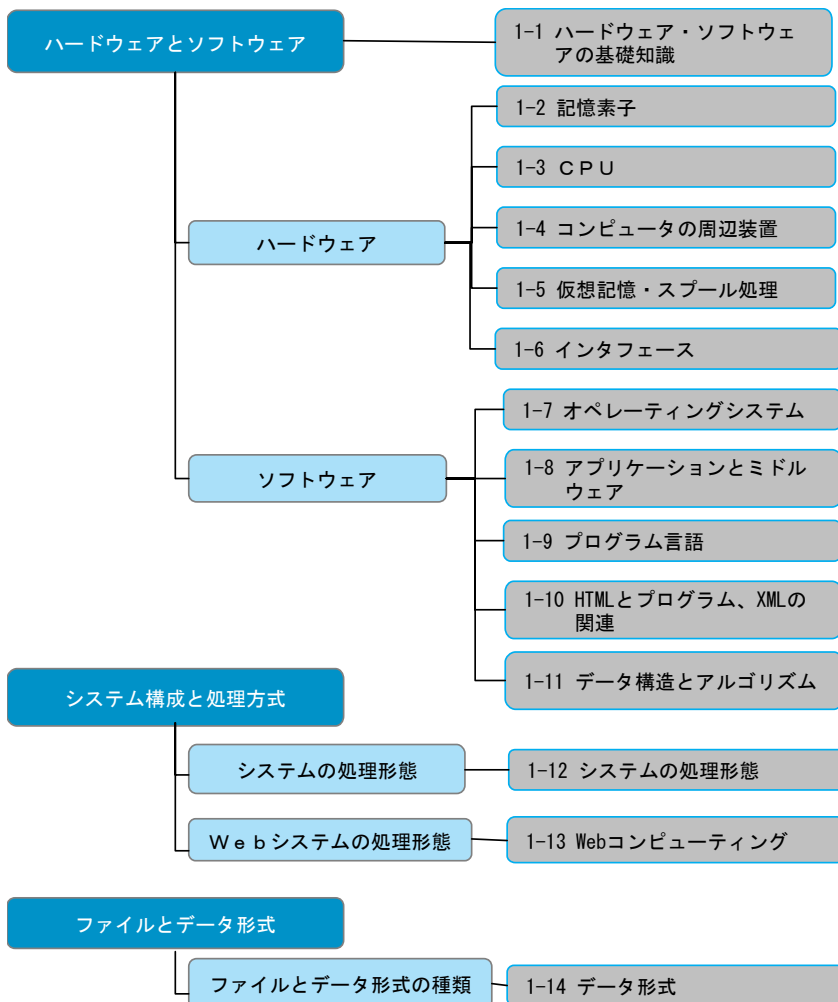 ハードウェアとソフトウェア
1-1 ハードウェア・ソフトウェ
アの基礎知識
1-2 記憶素子
1-3 ＣＰＵ
ハードウェア
1-4 コンピュータの周辺装置
1-5 仮想記憶・スプール処理
1-6 インタフェース
1-7 オペレーティングシステム
ソフトウェア
1-8 アプリケーションとミドル
ウェア
1-9 プログラム言語
1-10 HTMLとプログラム、XMLの
関連
1-11 データ構造とアルゴリズム
システム構成と処理方式
システムの処理形態
1-12 システムの処理形態
Ｗｅｂシステムの処理形態
1-13 Webコンピューティング
ファイルとデータ形式
ファイルとデータ形式の種類
1-14 データ形式